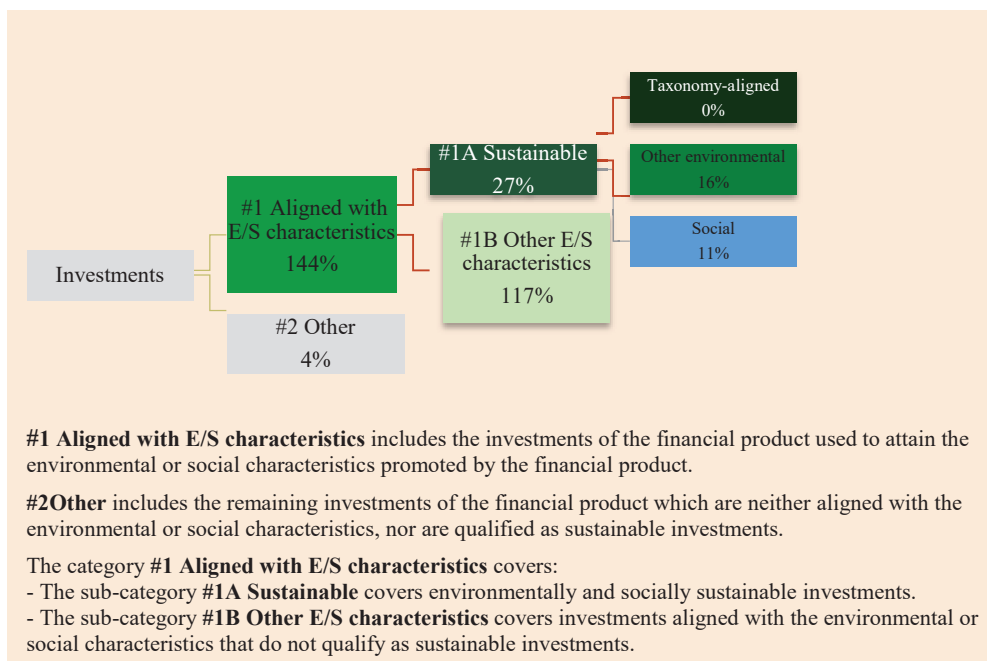 Taxonomy-aligned
0%
#1A Sustainable
27%
Other environmental
16%
#1 Aligned with
E/S characteristics
144%
#1B Other E/S
characteristics
117%
Social
11%
Investments
#2 Other
4%
#1 Aligned with E/S characteristics includes the investments of the financial product used to attain the
environmental or social characteristics promoted by the financial product.
#2Other includes the remaining investments of the financial product which are neither aligned with the
environmental or social characteristics, nor are qualified as sustainable investments.
The category #1 Aligned with E/S characteristics covers:
- The sub-category #1A Sustainable covers environmentally and socially sustainable investments.
- The sub-category #1B Other E/S characteristics covers investments aligned with the environmental or
social characteristics that do not qualify as sustainable investments.